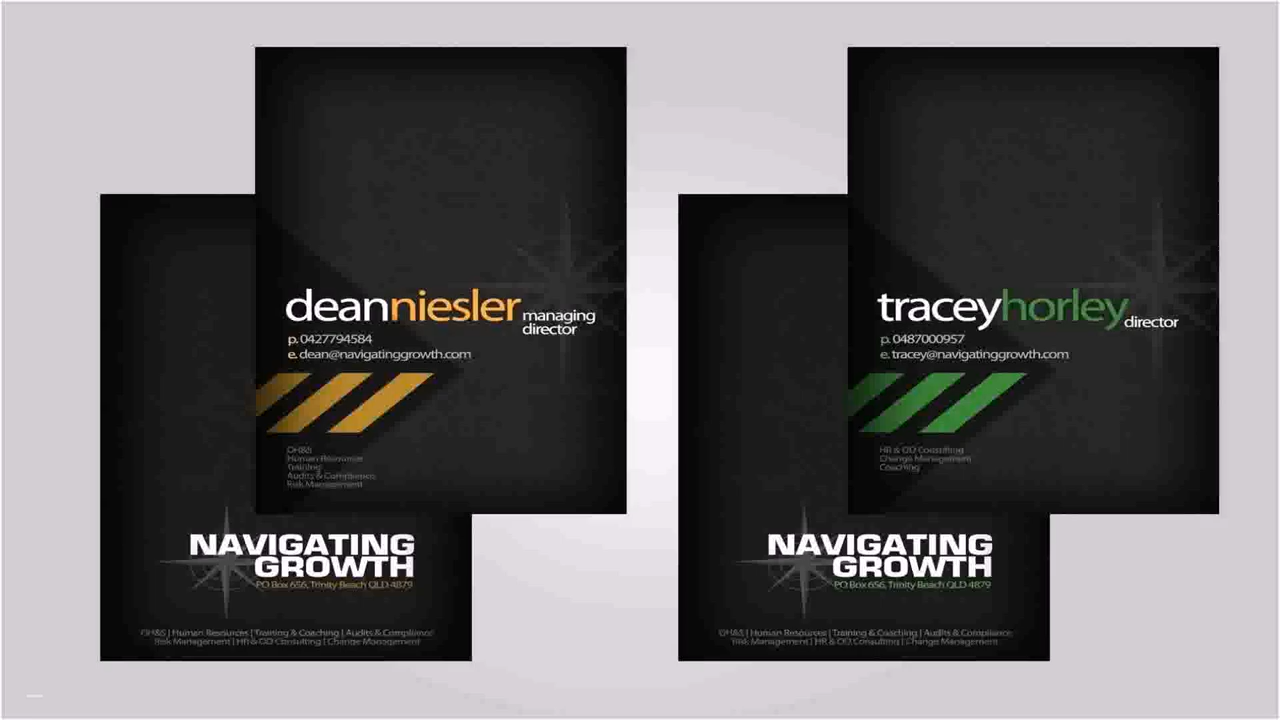 deanniesler managing
director
p. 0427794584
e. dean@navigatinggrowth.com
OH&S
Human Resources
Training
Audits & Compliance
Risk Management
NAVIGATING
GROWTH
PO Box 656, Trinity Beach QLD 4879
OH&S | Human Resources | Training & Coaching | Audits & Compliance
Risk Management | HR & OD Consulting | Change Management
traceyhorley director
p. 0487000957
e. tracey@navigatinggrowth.com
HR & OD Consulting
Change Management
Coaching
NAVIGATING
GROWTH
PO Box 656, Trinity Beach QLD 4879
OH&S | Human Resources | Training & Coaching | Audits & Compliance
Risk Management | HR & OD Consulting | Change Management